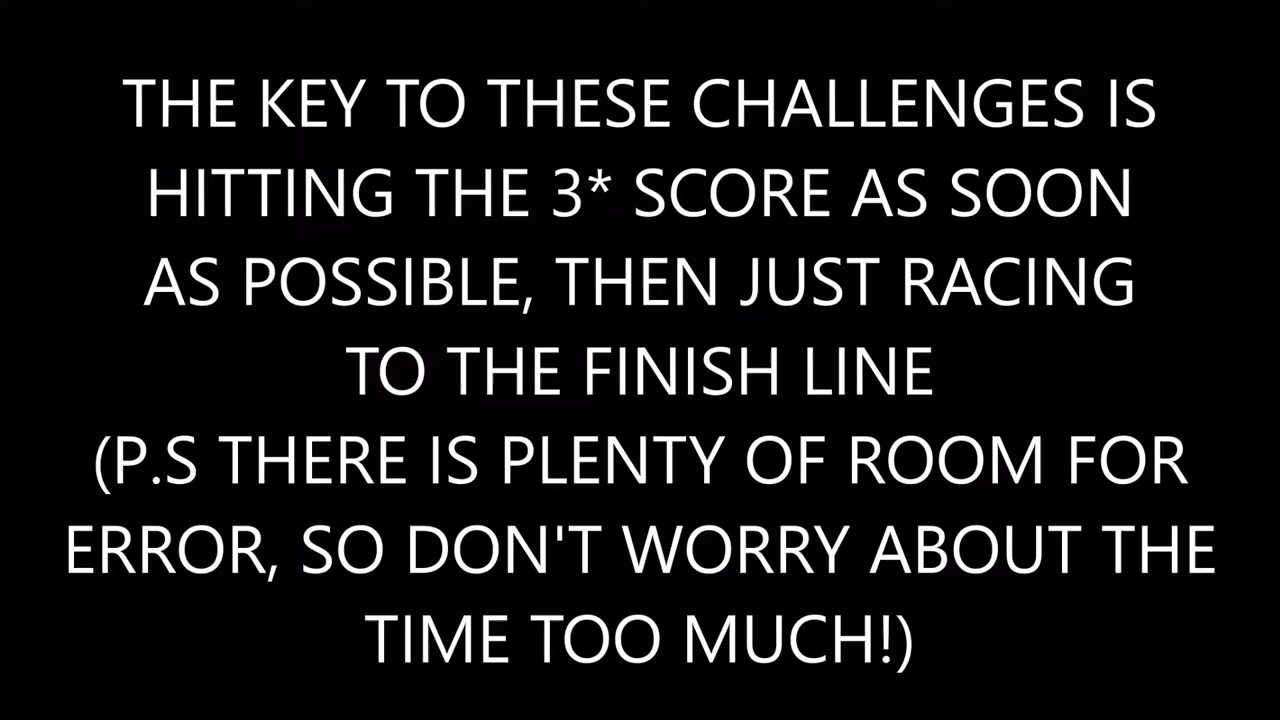 THE KEY TO THESE CHALLENGES IS
HITTING THE 3* SCORE AS SOON
AS POSSIBLE, THEN JUST RACING
TO THE FINISH LINE
(P.S THERE IS PLENTY OF ROOM FOR
ERROR, SO DON'T WORRY ABOUT THE
TIME TOO MUCH!)